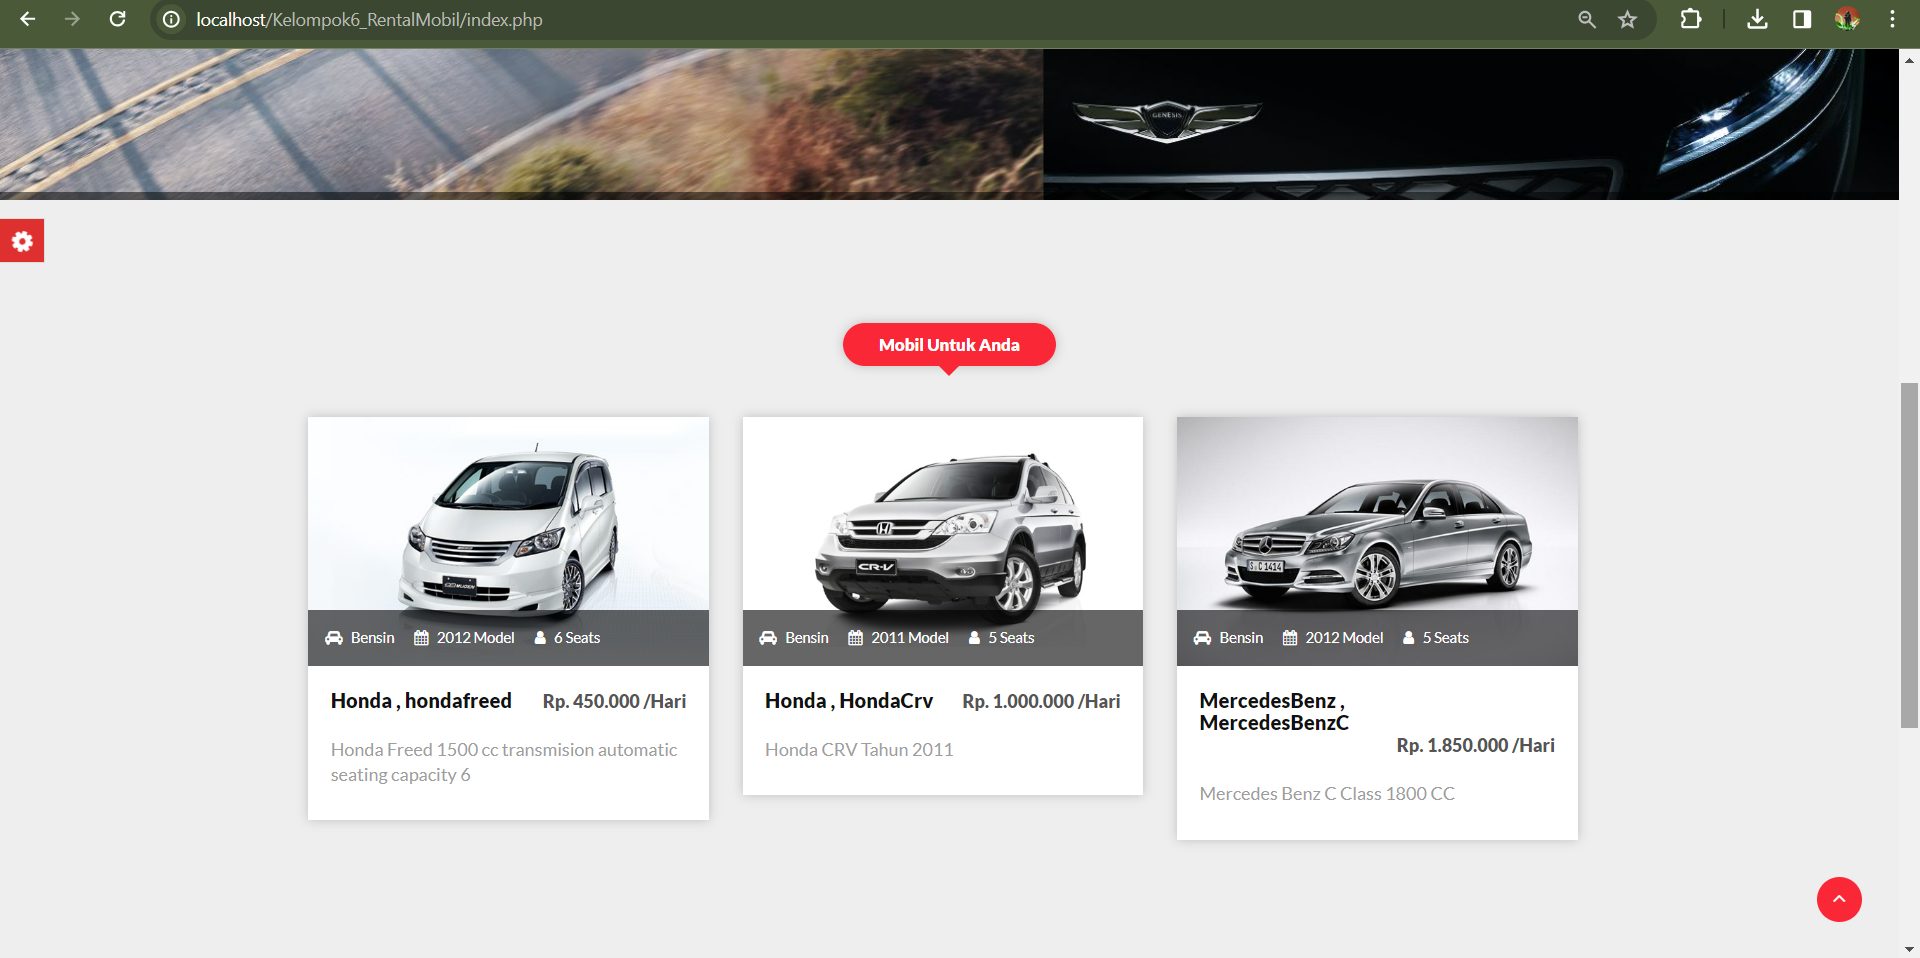 localhost/Kelompok6_RentalMobil/index.php
GENESIS
Mobil Untuk Anda
CR-V
S·C 1414
Bensin 2012 Model 6 Seats
Bensin 2011 Model 5 Seats
Bensin 2012 Model 5 Seats
Honda , hondafreed Rp. 450.000 /Hari
Honda Freed 1500 cc transmision automatic
seating capacity 6
Honda , HondaCrv Rp. 1.000.000 /Hari
Honda CRV Tahun 2011
MercedesBenz ,
MercedesBenzC
Rp. 1.850.000 /Hari
Mercedes Benz C Class 1800 CC